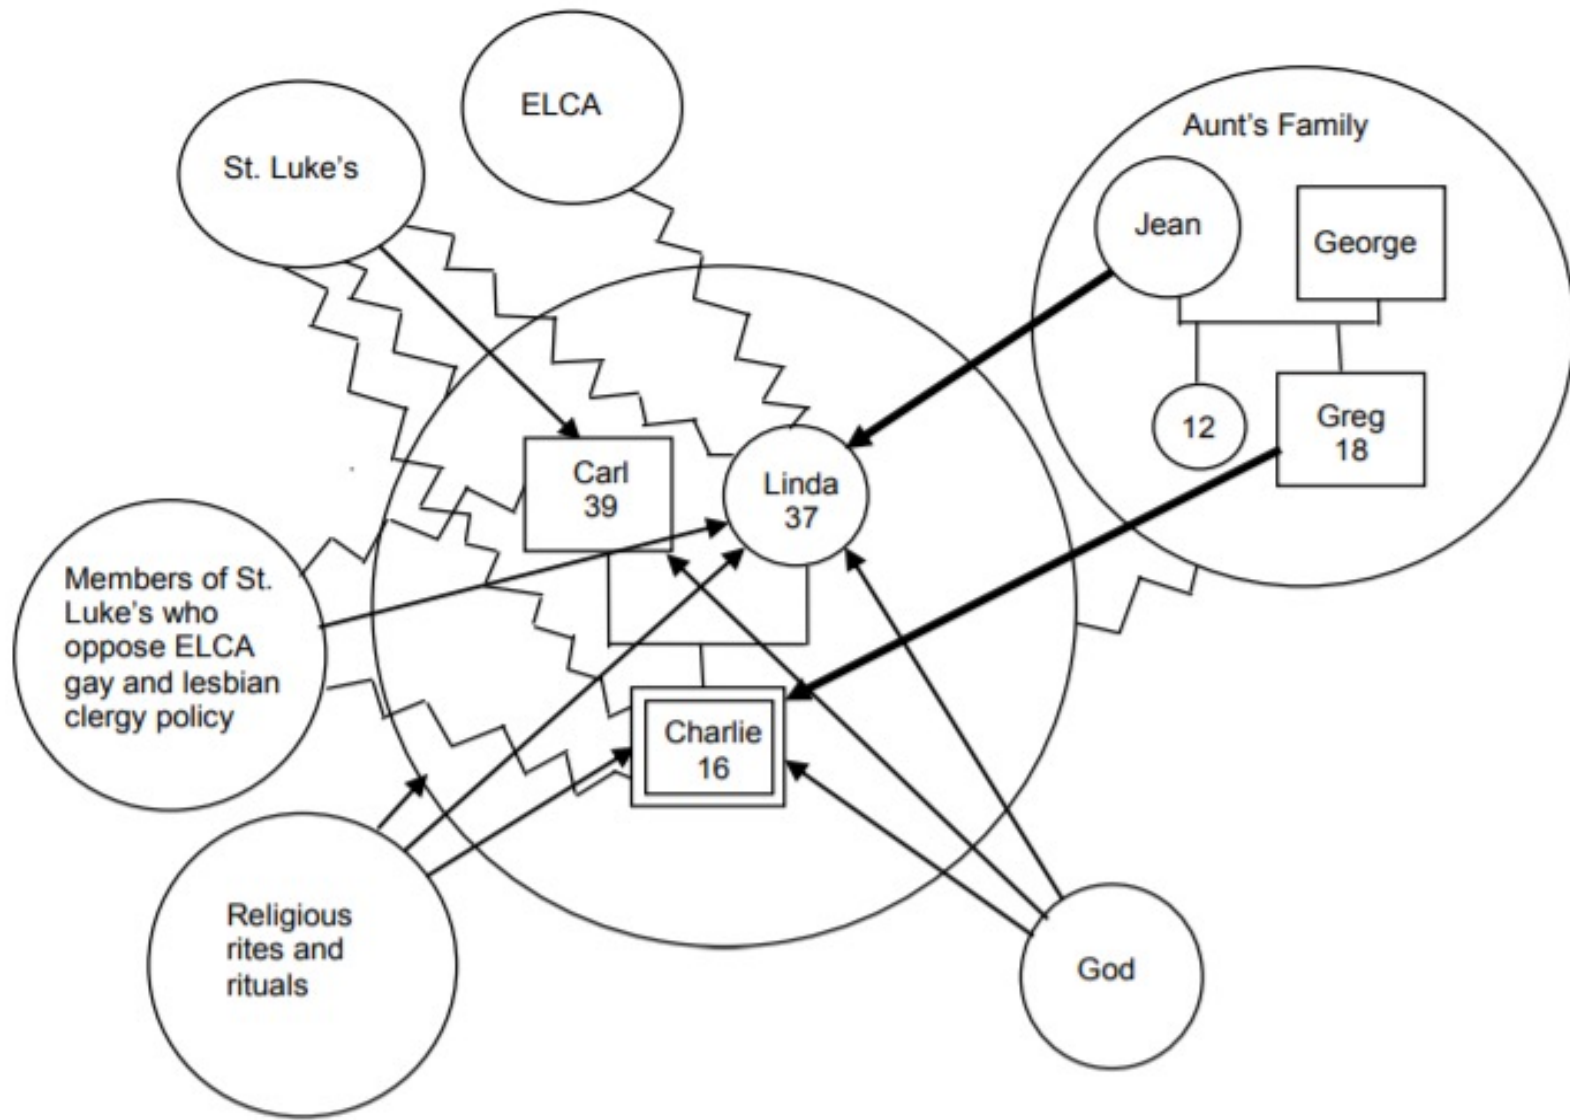 ELCA
St. Luke's
Aunt's Family
Jean
George
12
Greg
18
Carl
39
Linda
37
Members of St.
Luke's who
oppose ELCA
gay and lesbian
clergy policy
Charlie
16
Religious
rites and
rituals
God